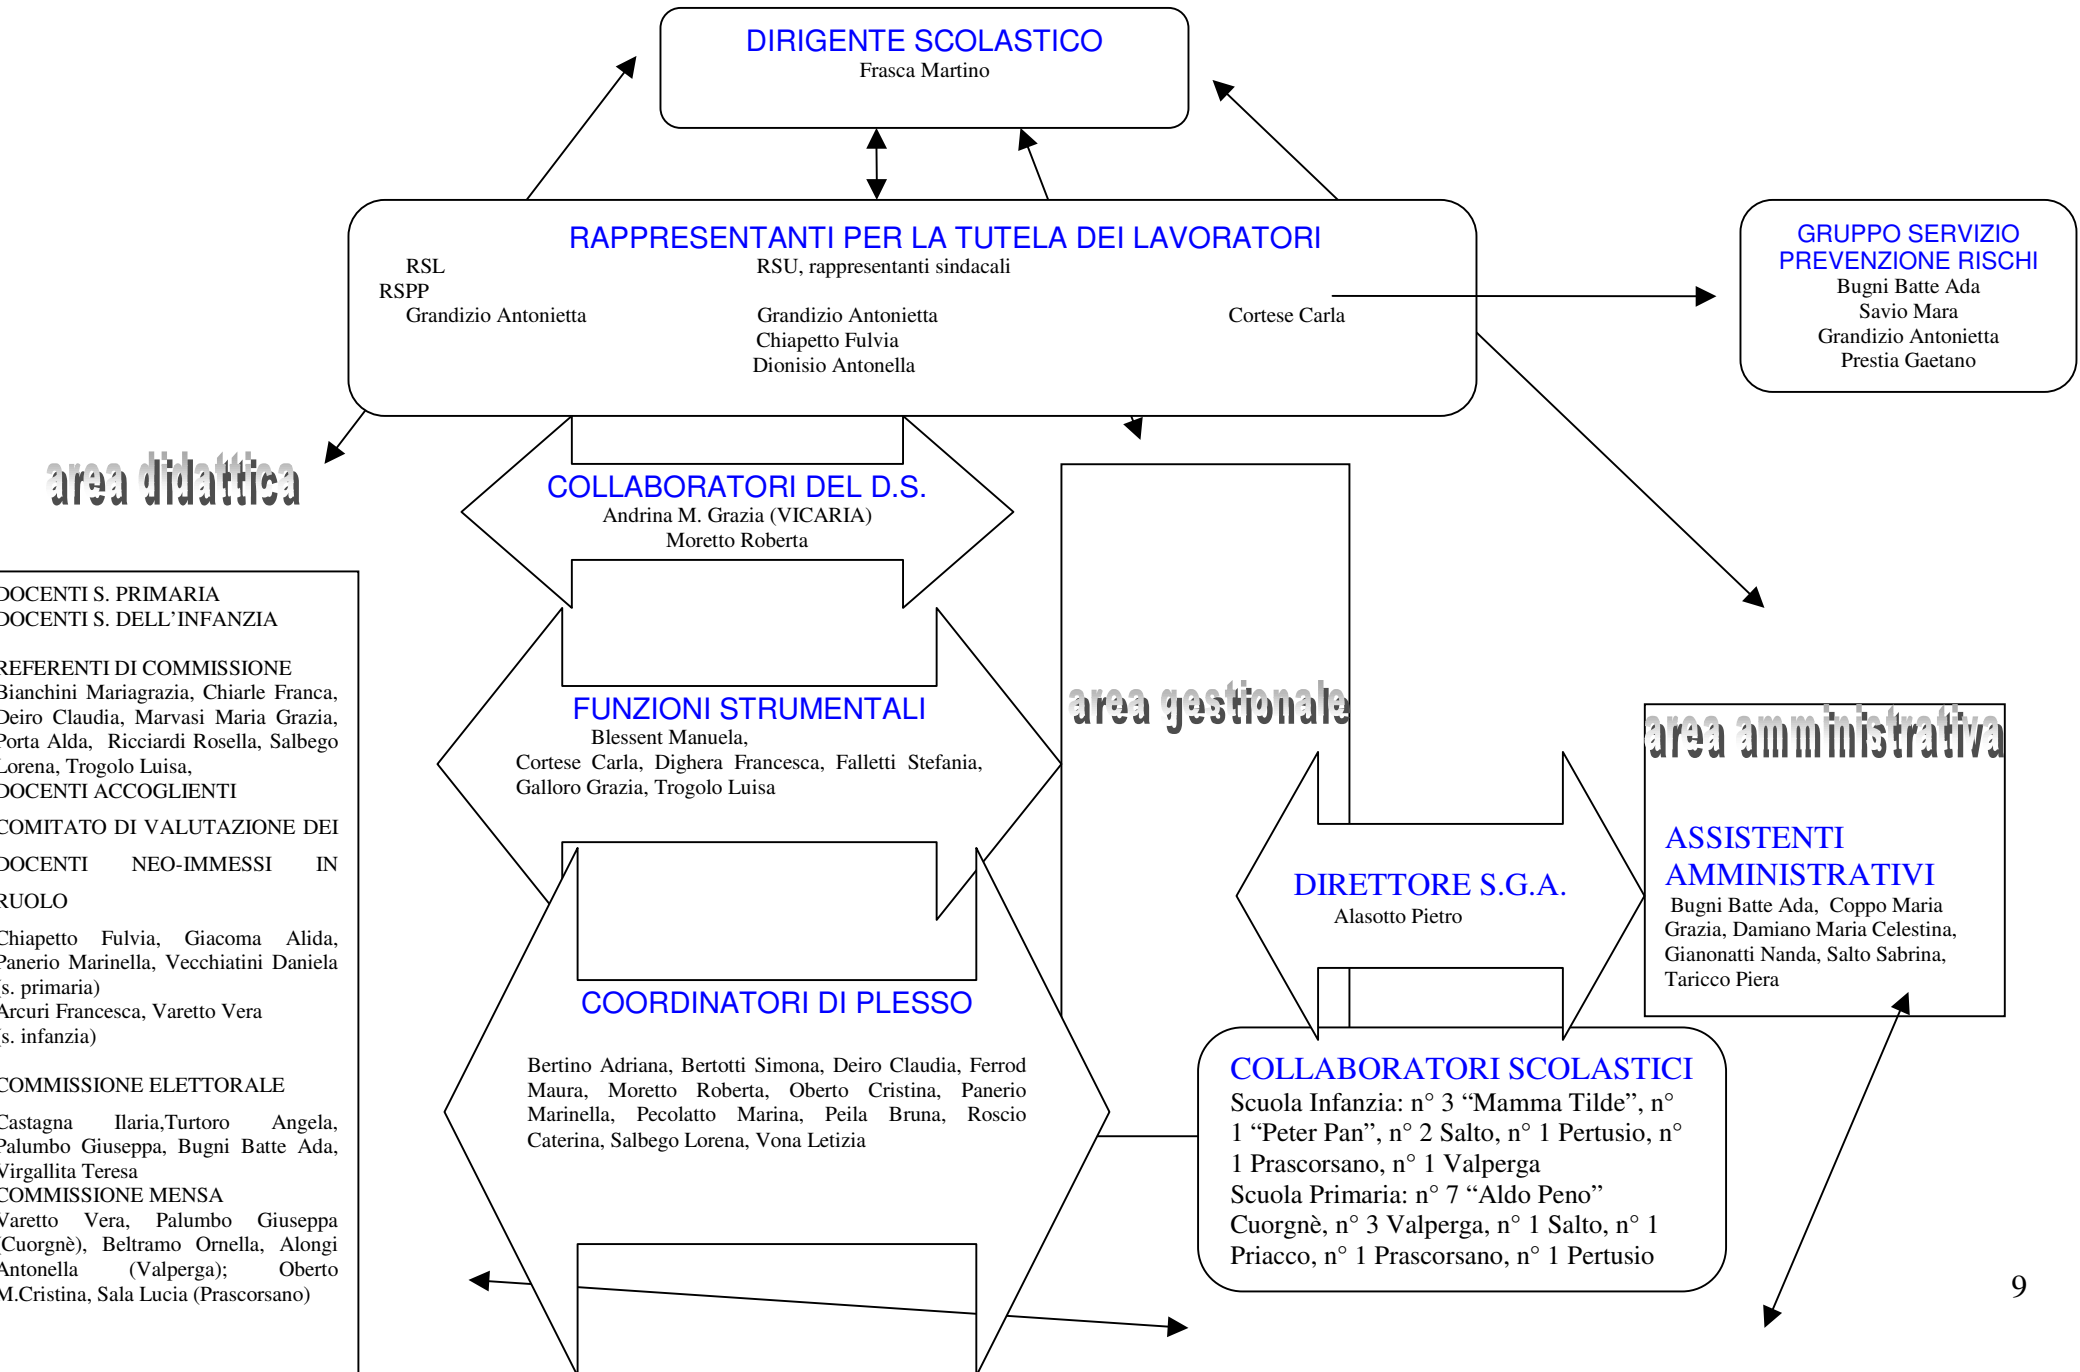 DIRIGENTE SCOLASTICO
Frasca Martino
RAPPRESENTANTI PER LA TUTELA DEI LAVORATORI
RSL RSU, rappresentanti sindacali
RSPP
Grandizio Antonietta Grandizio Antonietta Cortese Carla
Chiapetto Fulvia
Dionisio Antonella
GRUPPO SERVIZIO
PREVENZIONE RISCHI
Bugni Batte Ada
Savio Mara
Grandizio Antonietta
Prestia Gaetano
area didattica
COLLABORATORI DEL D.S.
Andrina M. Grazia (VICARIA)
Moretto Roberta
DOCENTI S. PRIMARIA
DOCENTI S. DELL'INFANZIA
REFERENTI DI COMMISSIONE
Bianchini Mariagrazia, Chiarle Franca,
Deiro Claudia, Marvasi Maria Grazia,
Porta Alda, Ricciardi Rosella, Salbego
Lorena, Trogolo Luisa,
DOCENTI ACCOGLIENTI
COMITATO DI VALUTAZIONE DEI
DOCENTI NEO-IMMESSI IN
RUOLO
Chiapetto Fulvia, Giacoma Alida,
Panerio Marinella, Vecchiatini Daniela
(s. primaria)
Arcuri Francesca, Varetto Vera
(s. infanzia)
COMMISSIONE ELETTORALE
Castagna Ilaria,Turtoro Angela,
Palumbo Giuseppa, Bugni Batte Ada,
Virgallita Teresa
COMMISSIONE MENSA
Varetto Vera, Palumbo Giuseppa
(Cuorgnè), Beltramo Ornella, Alongi
Antonella (Valperga); Oberto
M.Cristina, Sala Lucia (Prascorsano)
FUNZIONI STRUMENTALI
Blessent Manuela,
Cortese Carla, Dighera Francesca, Falletti Stefania,
Galloro Grazia, Trogolo Luisa
area gestionale
area amministrativa
COORDINATORI DI PLESSO
Bertino Adriana, Bertotti Simona, Deiro Claudia, Ferrod
Maura, Moretto Roberta, Oberto Cristina, Panerio
Marinella, Pecolatto Marina, Peila Bruna, Roscio
Caterina, Salbego Lorena, Vona Letizia
DIRETTORE S.G.A.
Alasotto Pietro
ASSISTENTI
AMMINISTRATIVI
Bugni Batte Ada, Coppo Maria
Grazia, Damiano Maria Celestina,
Gianonatti Nanda, Salto Sabrina,
Taricco Piera
COLLABORATORI SCOLASTICI
Scuola Infanzia: n° 3 “Mamma Tilde”, n°
1 “Peter Pan”, n° 2 Salto, n° 1 Pertusio, n°
1 Prascorsano, n° 1 Valperga
Scuola Primaria: n° 7 “Aldo Peno”
Cuorgnè, n° 3 Valperga, n° 1 Salto, n° 1
Priacco, n° 1 Prascorsano, n° 1 Pertusio
9